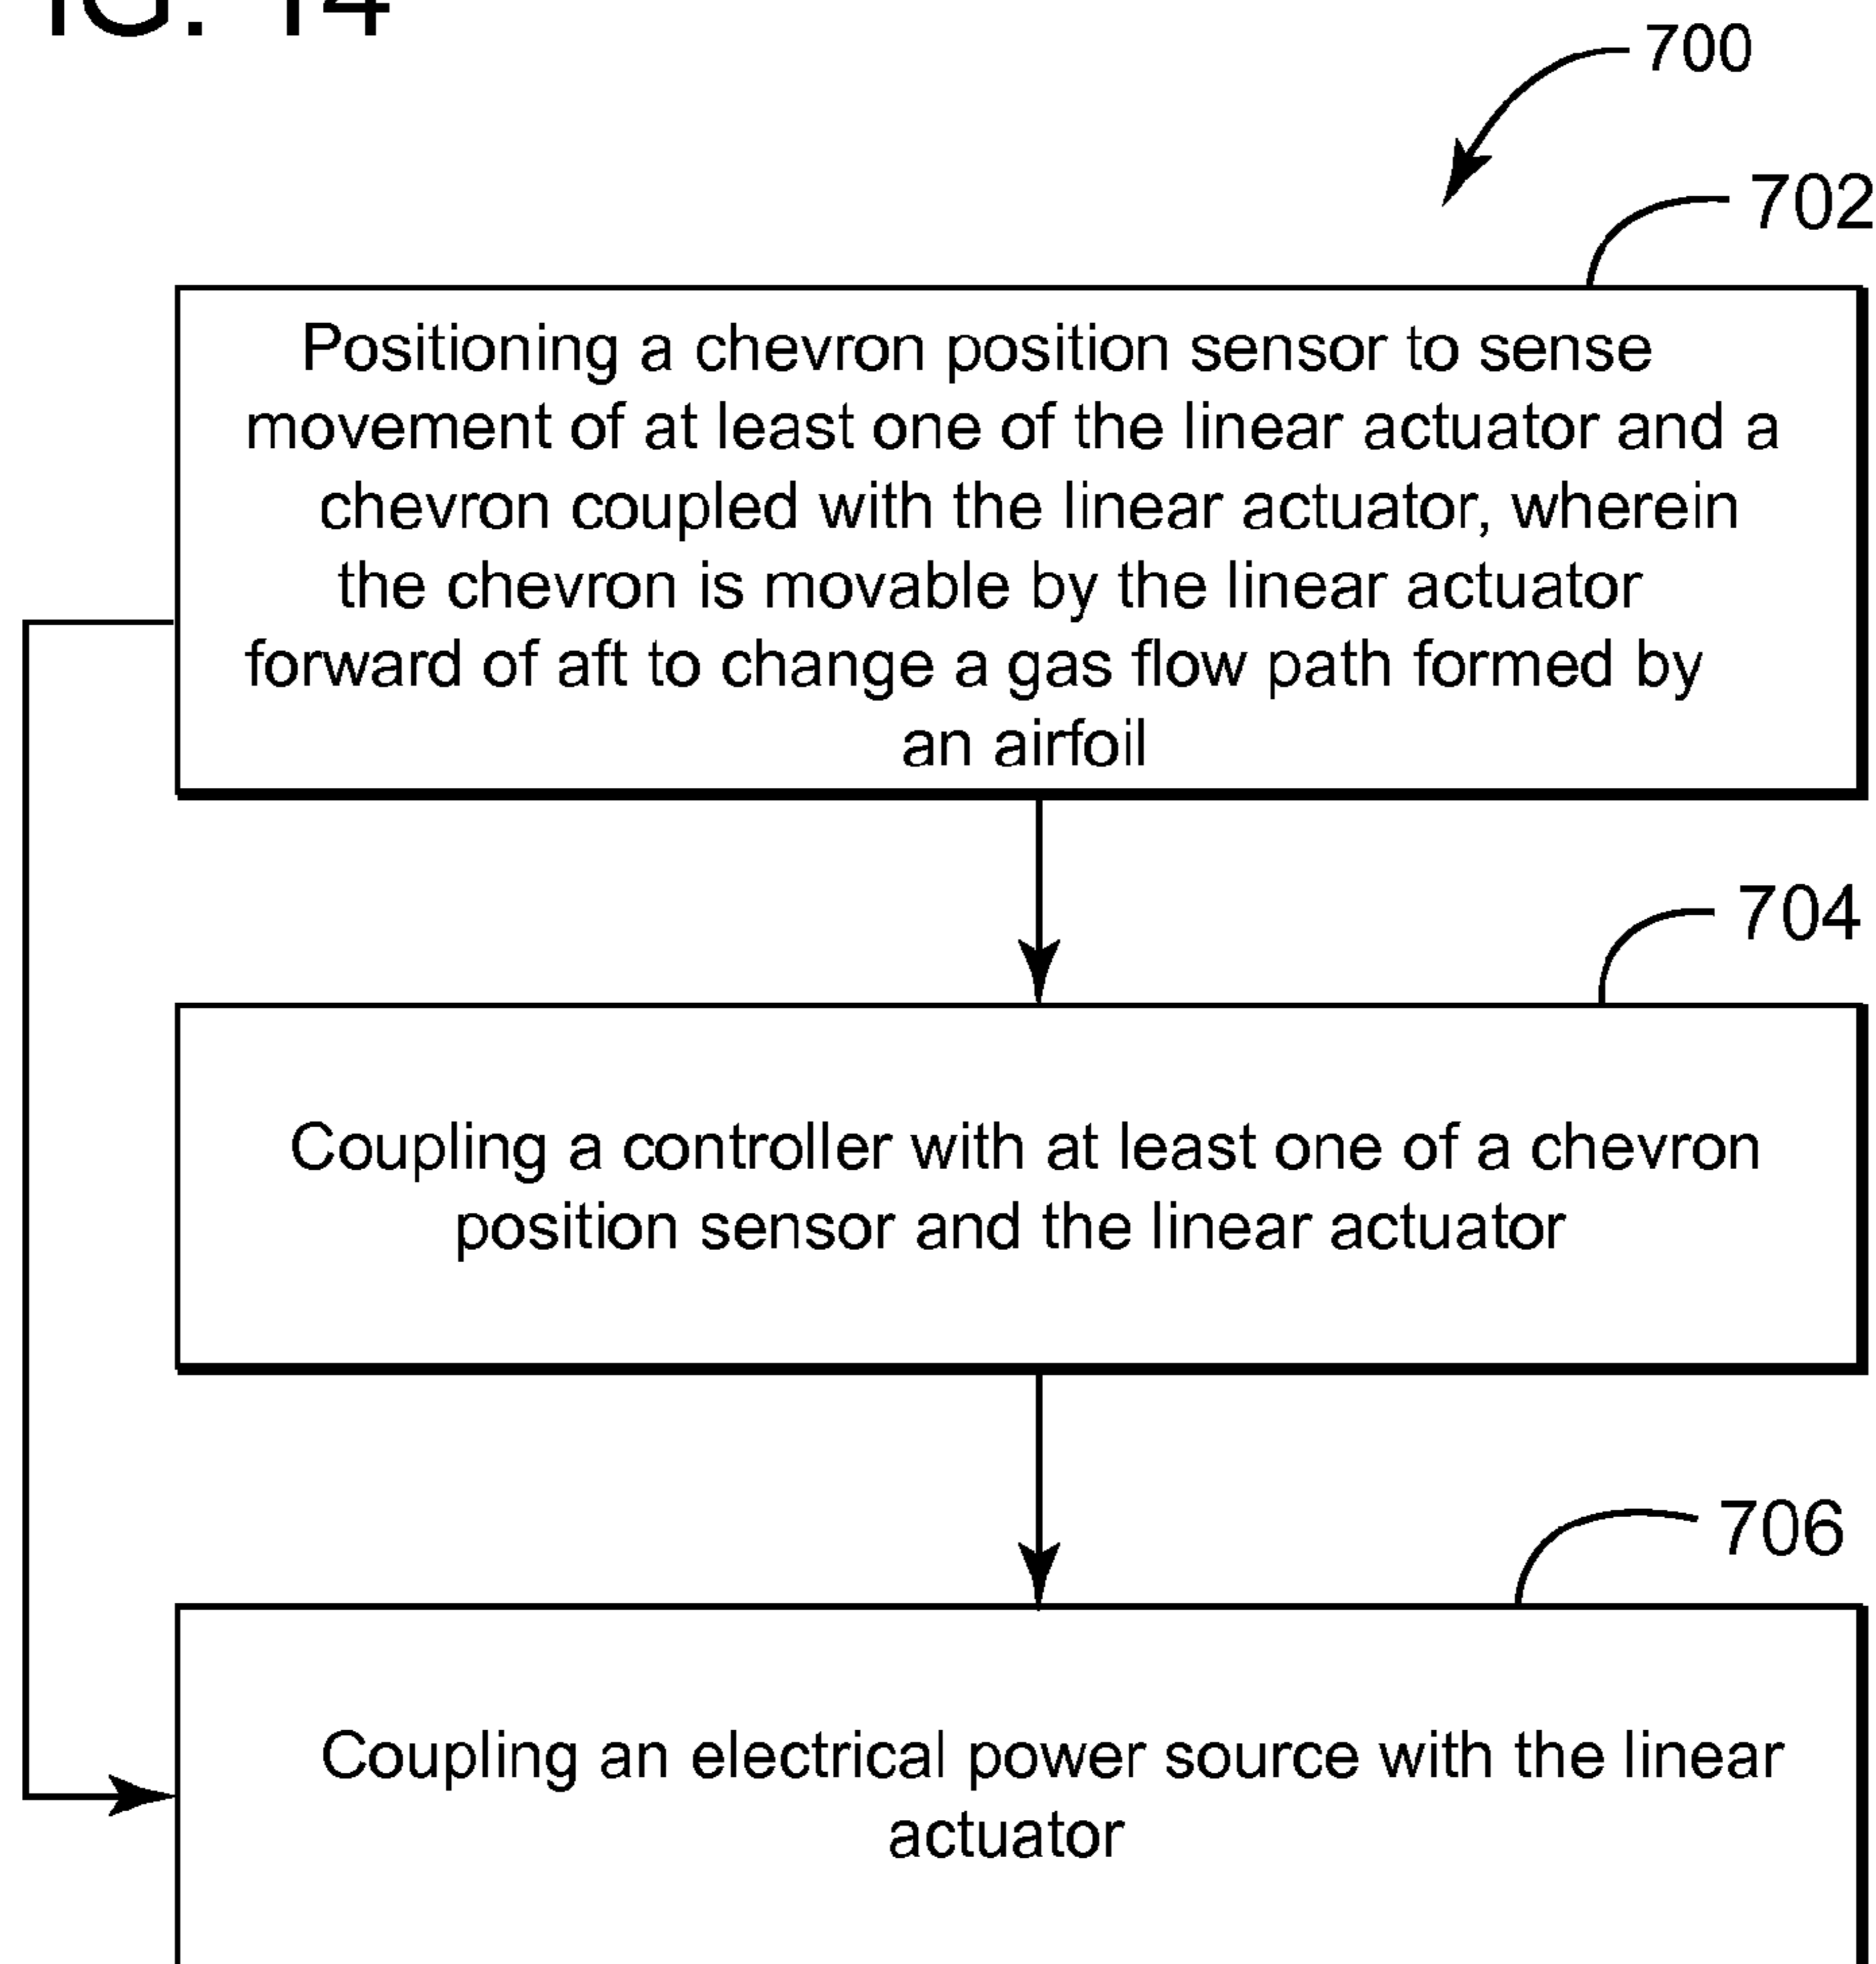 IG. 14
700
702
Positioning a chevron position sensor to sense
movement of at least one of the linear actuator and a
chevron coupled with the linear actuator, wherein
the chevron is movable by the linear actuator
forward of aft to change a gas flow path formed by
an airfoil
704
Coupling a controller with at least one of a chevron
position sensor and the linear actuator
706
Coupling an electrical power source with the linear
actuator